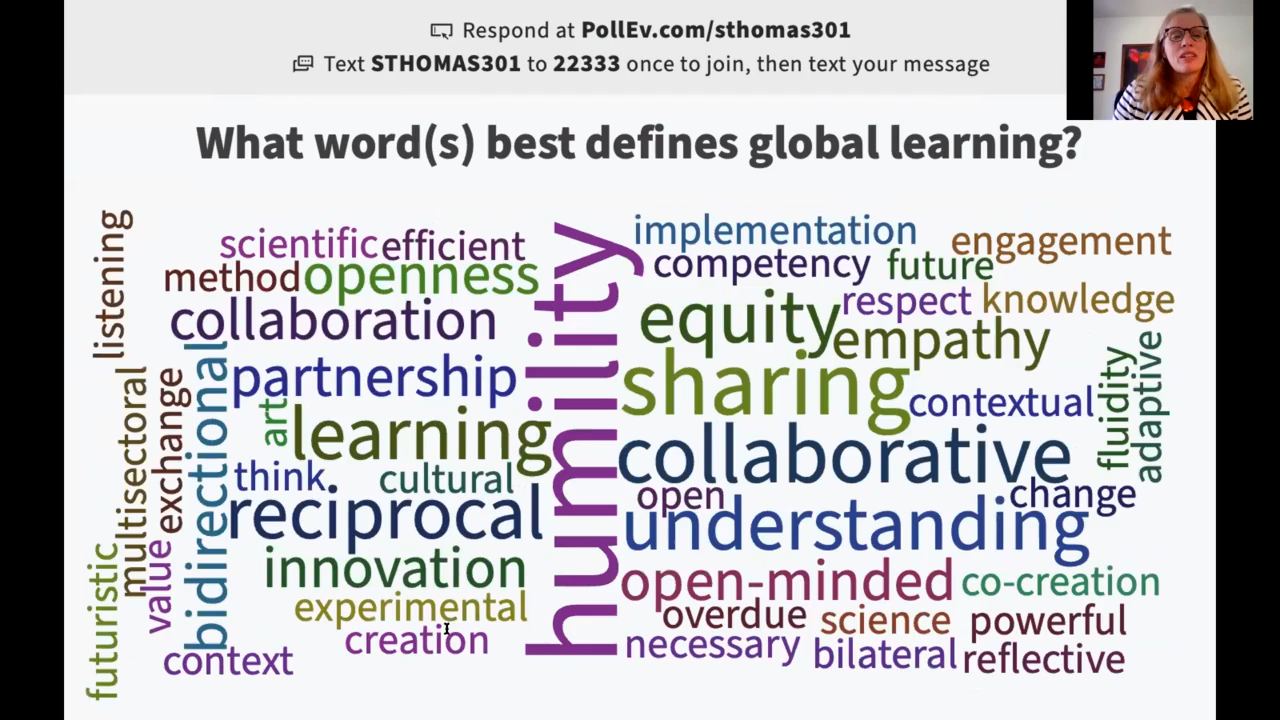 Respond at PollEv.com/sthomas301
Text STHOMAS301 to 22333 once to join, then text your message
What word(s) best defines global learning?
listening
scientific
efficient
method
openness
collaboration
multisectoral
exchange
bidirectional
partnership
art
learning
think
cultural
reciprocal
futuristic
value
innovation
experimental
creation
context
humility
implementation
engagement
competency
future
equity
respect
knowledge
empathy
sharing
contextual
fluidity
adaptive
collaborative
open
change
understanding
open-minded
co-creation
overdue
science
powerful
necessary
bilateral
reflective